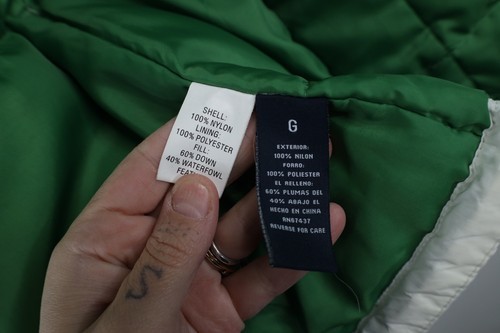 SHELL:
100% NYLON
LINING:
100% POLYESTER
FILL:
60% DOWN
40% WATERFOWL
G
EXTERIOR:
100% NILON
FORRO:
100% POLIESTER
EL RELLENO:
60% PLUMAS DEL
40% ABAJO EL
HECHO EN CHINA
RN67437
REVERSE FOR CARE